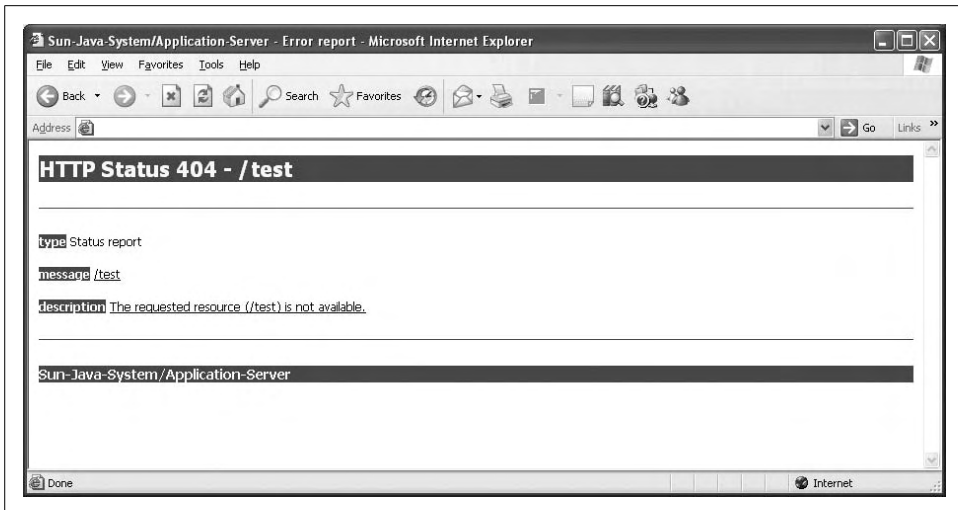 Sun-Java-System/Application-Server - Error report - Microsoft Internet Explorer
File Edit View Favorites Tools Help
Back Search Favorites
Address Go Links »
HTTP Status 404 - /test
type Status report
message /test
description The requested resource (/test) is not available.
Sun-Java-System/Application-Server
Done Internet